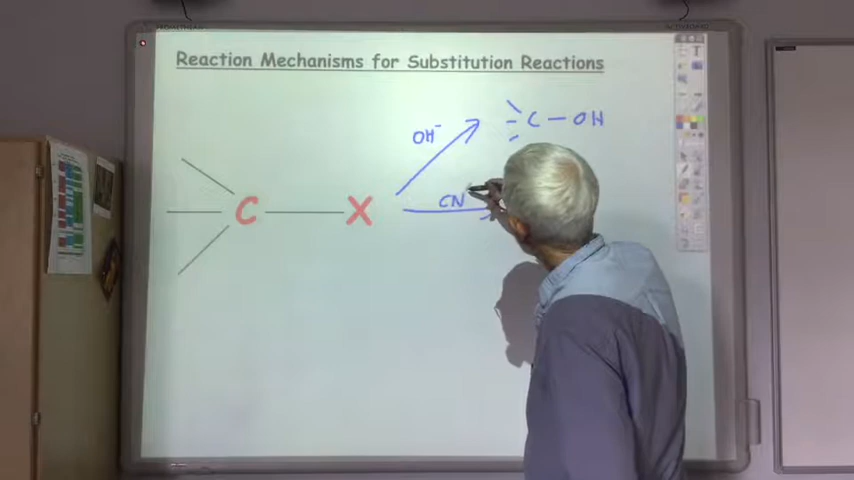 Reaction Mechanisms for Substitution Reactions
OH⁻
C — OH
C — X
CN